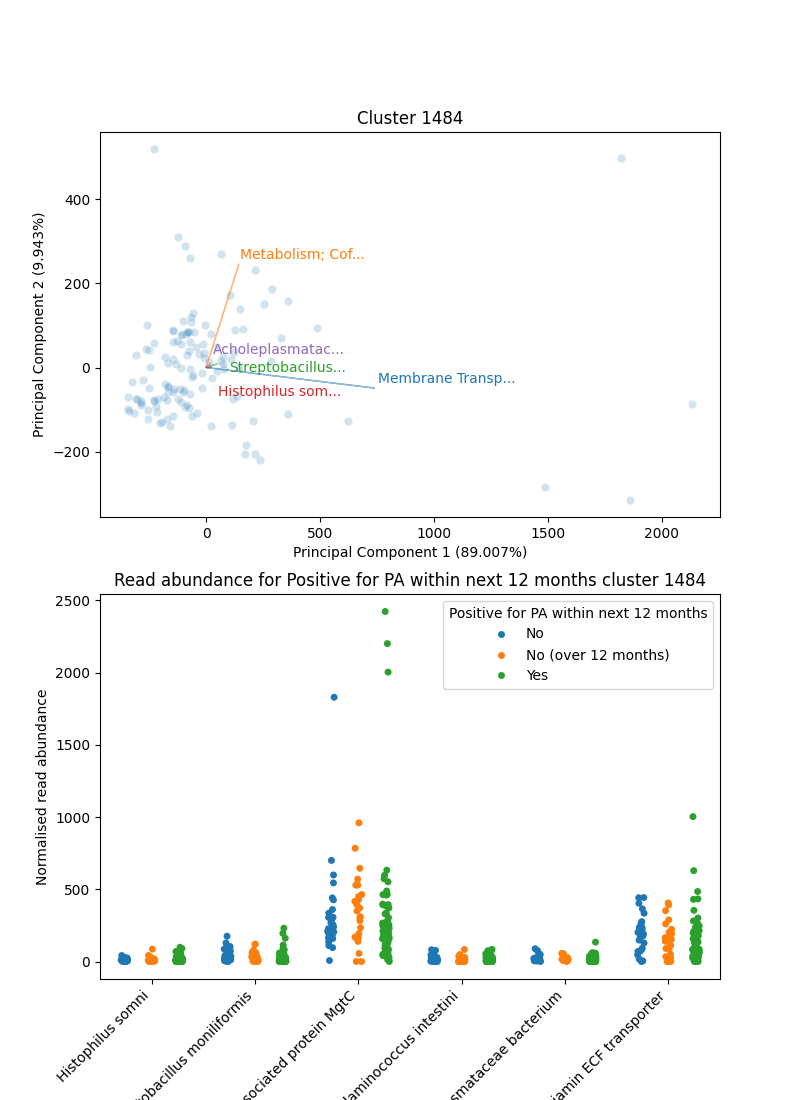 Cluster 1484
Principal Component 2 (9.943%)
400
200
0
−200
Metabolism; Cof...
Acholeplasmatac...
Streptobacillus...
Membrane Transp...
Histophilus som...
0
500
1000
1500
2000
Principal Component 1 (89.007%)
Read abundance for Positive for PA within next 12 months cluster 1484
Normalised read abundance
2500
2000
1500
1000
500
0
Positive for PA within next 12 months
No
No (over 12 months)
Yes
Histophilus somni
tobacillus moniliformis
sociated protein MgtC
laminococcus intestini
smataceae bacterium
iamin ECF transporter